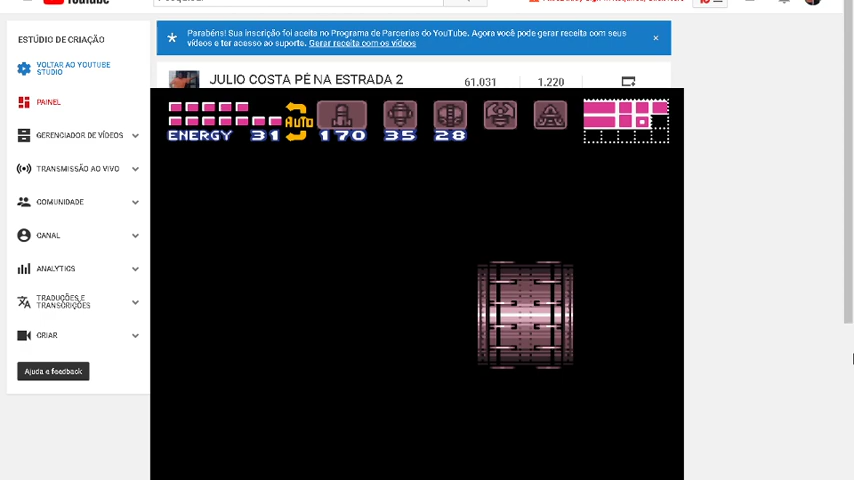 ESTÚDIO DE CRIAÇÃO
VOLTAR AO YOUTUBE
STUDIO
PAINEL
GERENCIADOR DE VÍDEOS
TRANSMISSÃO AO VIVO
COMUNIDADE
CANAL
ANALYTICS
TRADUÇÕES E
TRANSCRIÇÕES
CRIAR
Ajuda e feedback
Parabéns! Sua inscrição foi aceita no Programa de Parcerias do YouTube. Agora você pode gerar receita com seus
vídeos e ter acesso ao suporte. Gerar receita com os vídeos
JULIO COSTA PÉ NA ESTRADA 2
61.031
1.220
AUTO
ENERGY 31 170 35 28